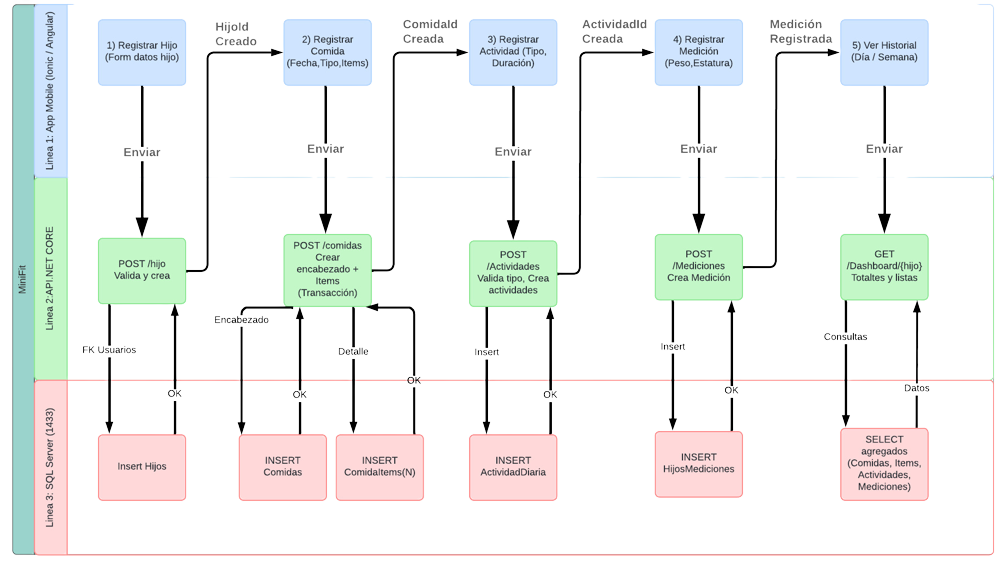 MiniFit
Linea 1: App Mobile (Ionic / Angular)
1) Registrar Hijo
(Form datos hijo)
HijoId
Creado
2) Registrar
Comida
(Fecha,Tipo,Items)
ComidaId
Creada
3) Registrar
Actividad (Tipo,
Duración)
ActividadId
Creada
4) Registrar
Medición
(Peso,Estatura)
Medición
Registrada
5) Ver Historial
(Día / Semana)
Enviar
Enviar
Enviar
Enviar
Enviar
Linea 2:API.NET CORE
POST /hijo
Valida y crea
POST /comidas
Crear
encabezado +
Items
(Transacción)
POST
/Actividades
Valida tipo, Crea
actividades
POST
/Mediciones
Crea Medición
GET
/Dashboard/{hijo}
Totaltes y listas
FK Usuarios
OK
Encabezado
OK
Detalle
OK
Insert
OK
Insert
OK
Consultas
Datos
Linea 3: SQL Server (1433)
Insert Hijos
INSERT
Comidas
INSERT
ComidaItems(N)
INSERT
ActividadDiaria
INSERT
HijosMediciones
SELECT
agregados
(Comidas, Items,
Actividades,
Mediciones)